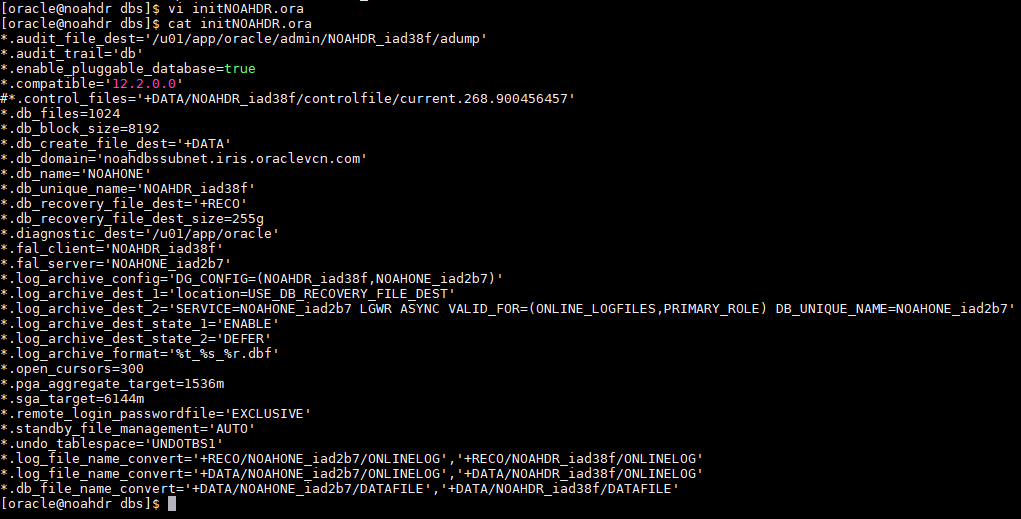 [oracle@noahdr dbs]$ vi initNOAHDR.ora
[oracle@noahdr dbs]$ cat initNOAHDR.ora
*.audit_file_dest='/u01/app/oracle/admin/NOAHDR_iad38f/adump'
*.audit_trail='db'
*.enable_pluggable_database=true
*.compatible='12.2.0.0'
#*.control_files='+DATA/NOAHDR_iad38f/controlfile/current.268.900456457'
*.db_files=1024
*.db_block_size=8192
*.db_create_file_dest='+DATA'
*.db_domain='noahdbssubnet.iris.oraclevcn.com'
*.db_name='NOAHONE'
*.db_unique_name='NOAHDR_iad38f'
*.db_recovery_file_dest='+RECO'
*.db_recovery_file_dest_size=255g
*.diagnostic_dest='/u01/app/oracle'
*.fal_client='NOAHDR_iad38f'
*.fal_server='NOAHONE_iad2b7'
*.log_archive_config='DG_CONFIG=(NOAHDR_iad38f,NOAHONE_iad2b7)'
*.log_archive_dest_1='location=USE_DB_RECOVERY_FILE_DEST'
*.log_archive_dest_2='SERVICE=NOAHONE_iad2b7 LGWR ASYNC VALID_FOR=(ONLINE_LOGFILES,PRIMARY_ROLE) DB_UNIQUE_NAME=NOAHONE_iad2b7'
*.log_archive_dest_state_1='ENABLE'
*.log_archive_dest_state_2='DEFER'
*.log_archive_format='%t_%s_%r.dbf'
*.open_cursors=300
*.pga_aggregate_target=1536m
*.sga_target=6144m
*.remote_login_passwordfile='EXCLUSIVE'
*.standby_file_management='AUTO'
*.undo_tablespace='UNDOTBS1'
*.log_file_name_convert='+RECO/NOAHONE_iad2b7/ONLINELOG','+RECO/NOAHDR_iad38f/ONLINELOG'
*.log_file_name_convert='+DATA/NOAHONE_iad2b7/ONLINELOG','+DATA/NOAHDR_iad38f/ONLINELOG'
*.db_file_name_convert='+DATA/NOAHONE_iad2b7/DATAFILE','+DATA/NOAHDR_iad38f/DATAFILE'
[oracle@noahdr dbs]$